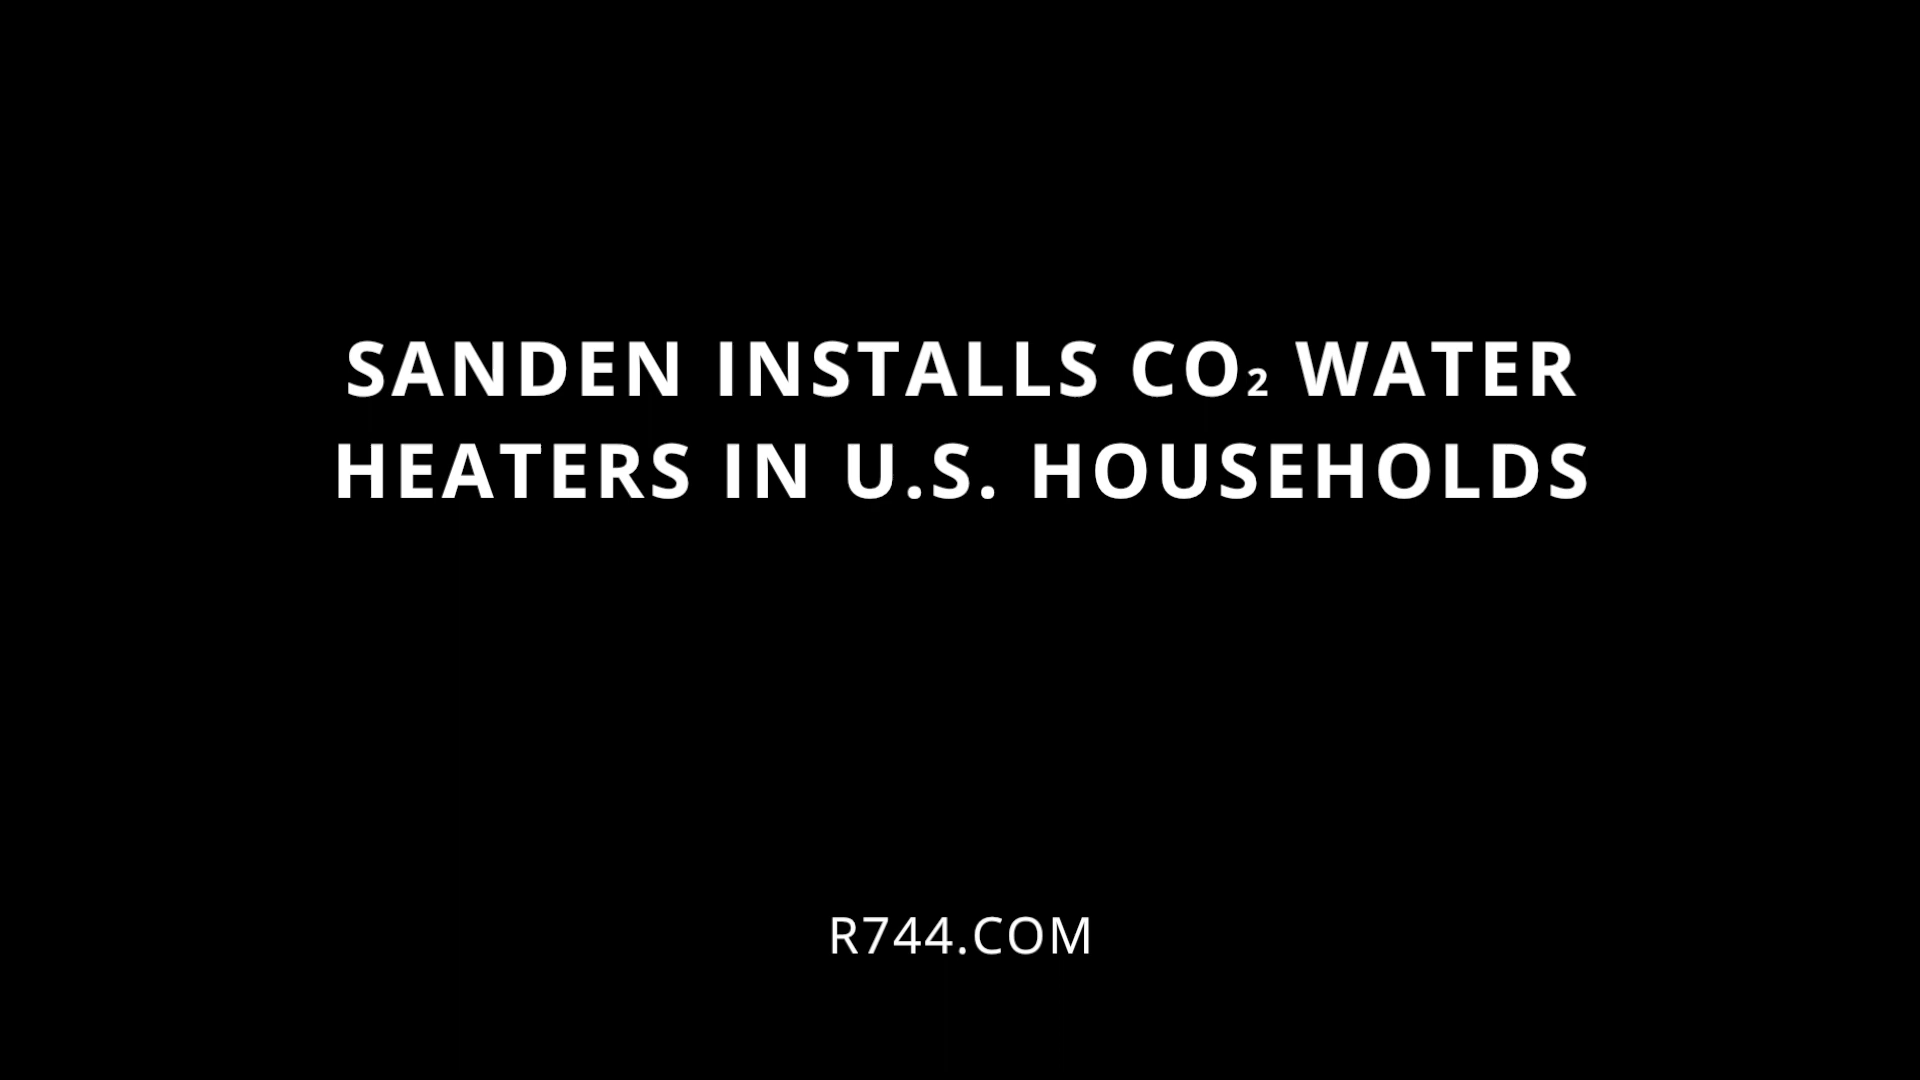 SANDEN INSTALLS CO₂ WATER
HEATERS IN U.S. HOUSEHOLDS
R744.COM